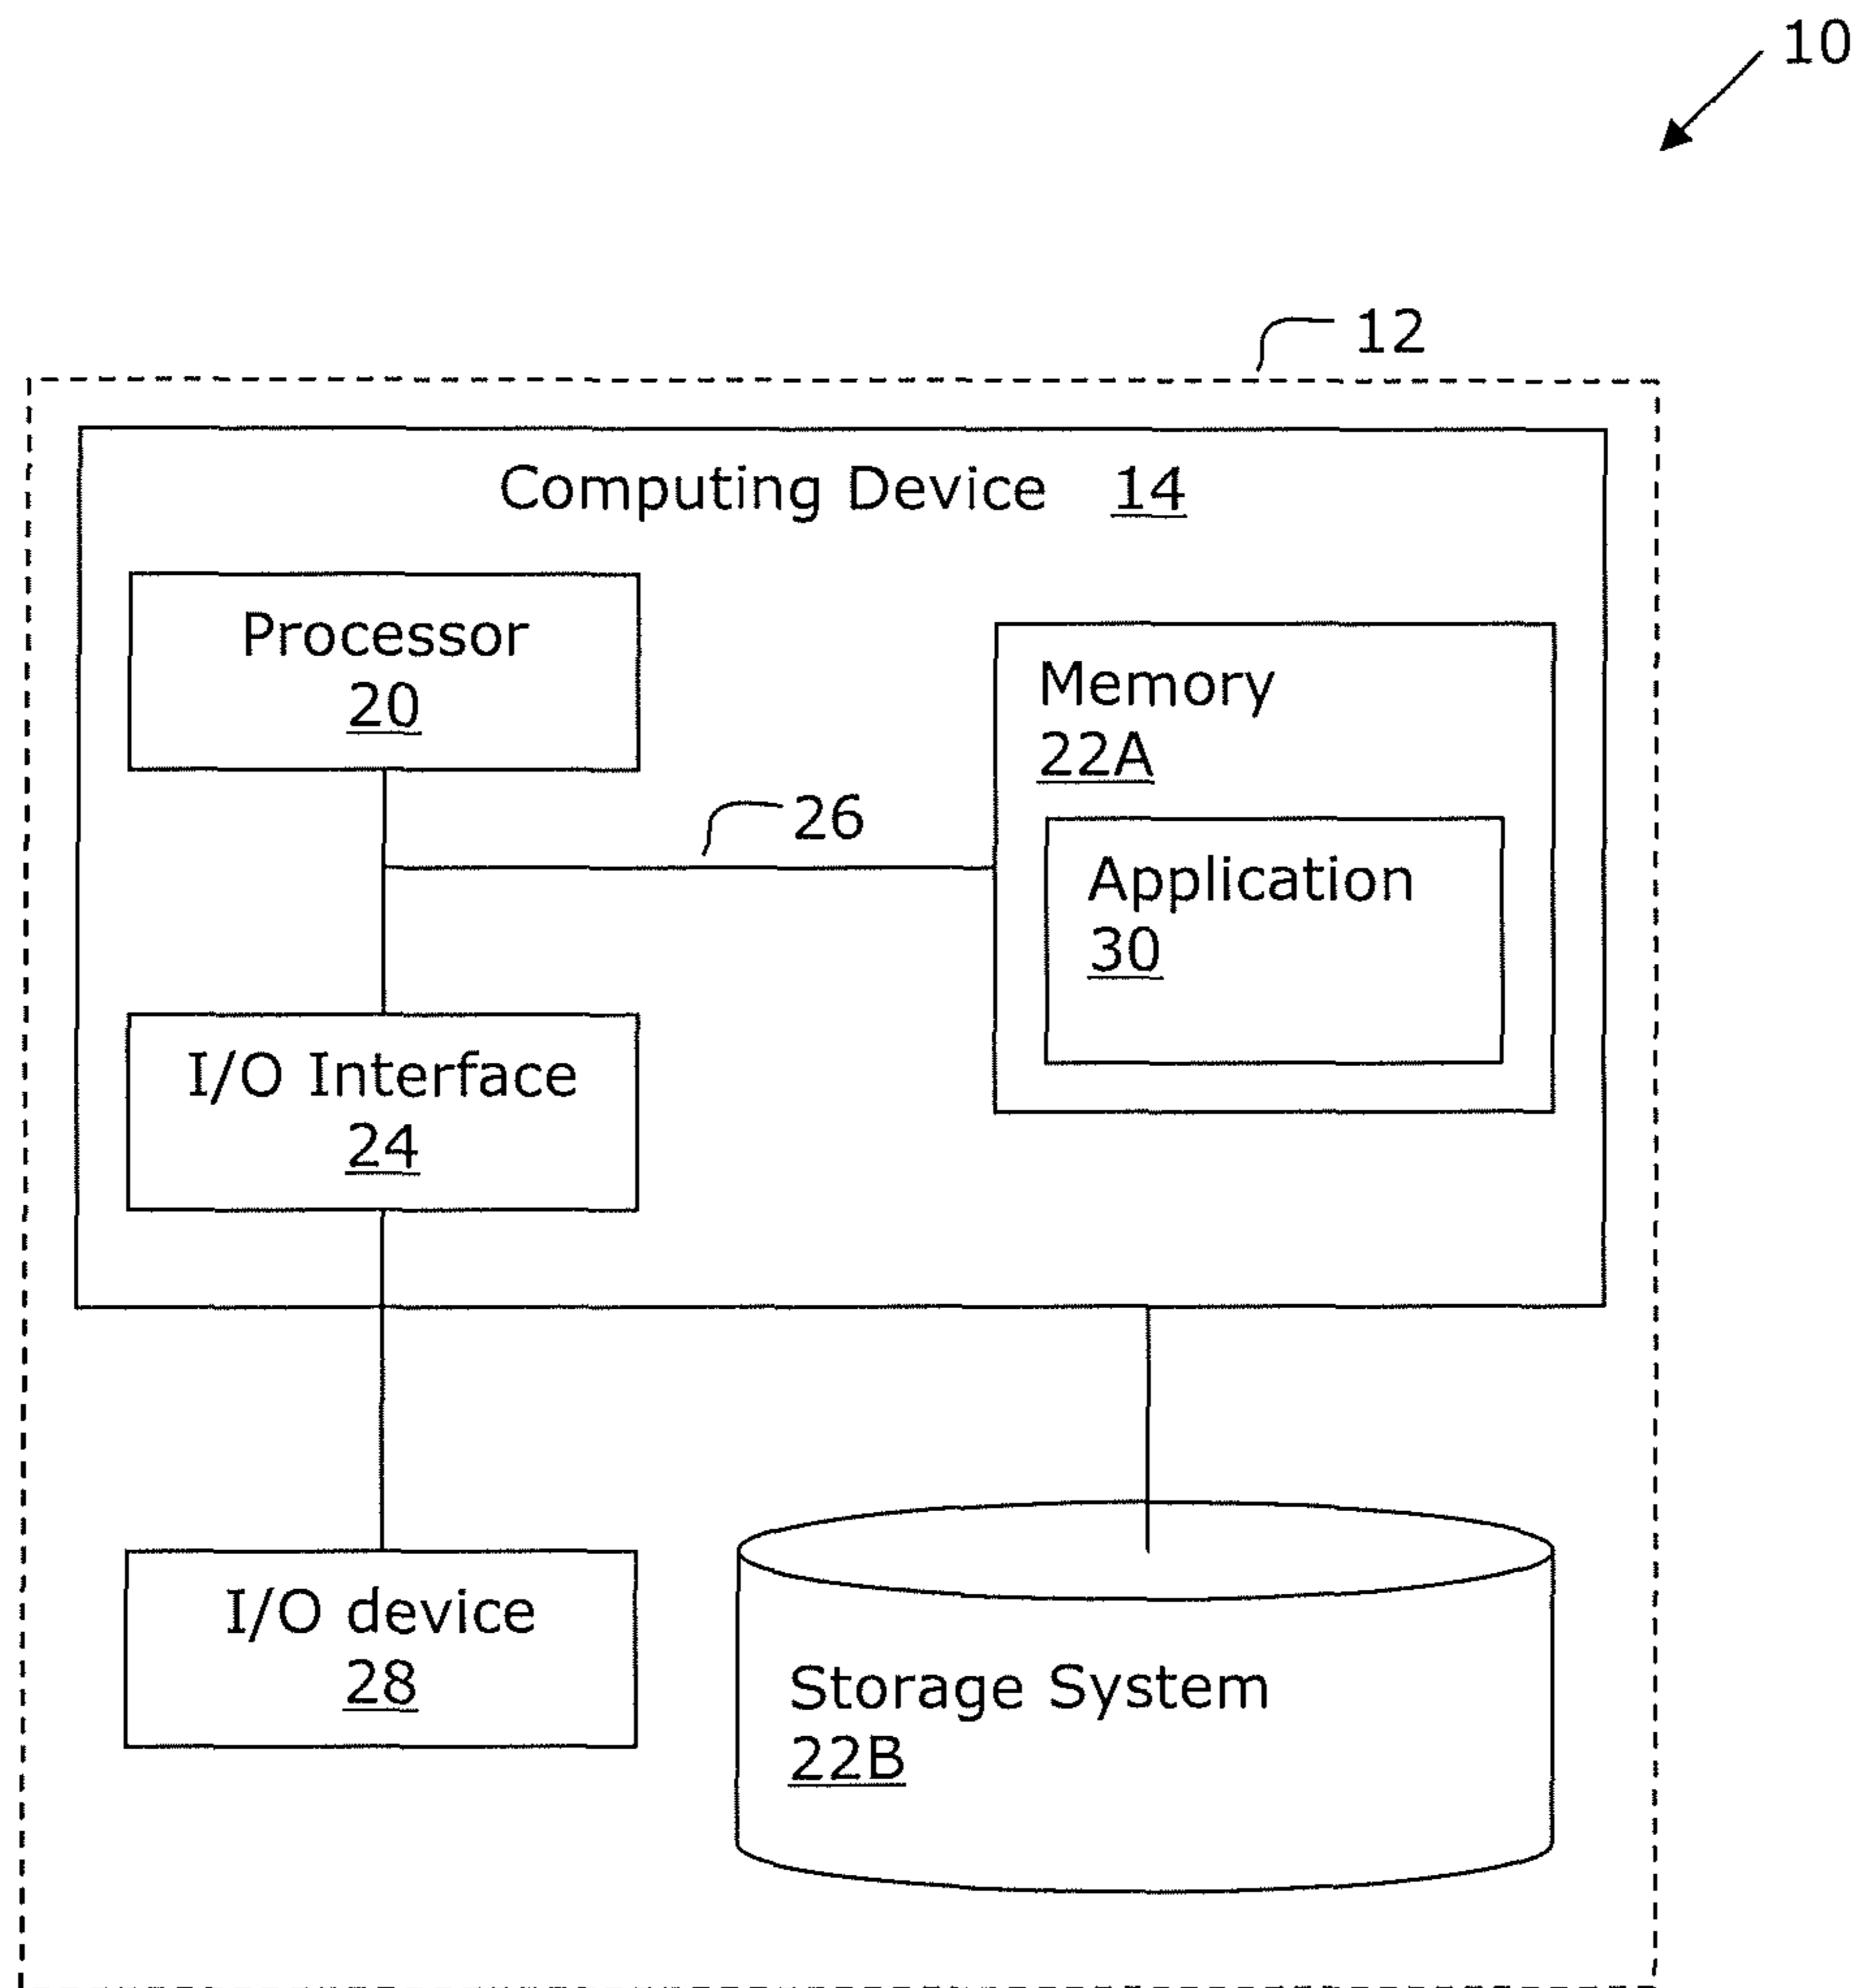 10
12
Computing Device 14
Processor
20
Memory
22A
26
Application
30
I/O Interface
24
I/O device
28
Storage System
22B